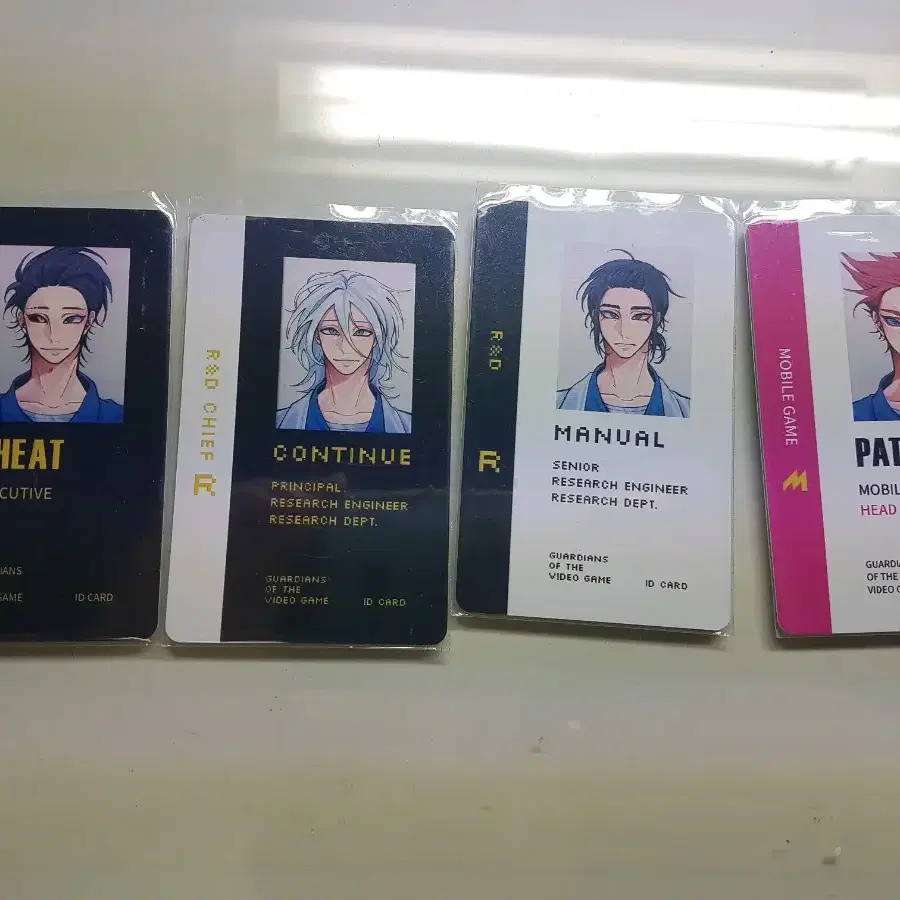 HEAT
CUTIVE
IANS
GAME
ID CARD
R&D CHIEF
R
CONTINUE
PRINCIPAL
RESEARCH ENGINEER
RESEARCH DEPT.
GUARDIANS
OF THE
VIDEO GAME
ID CARD
R&D
R
MANUAL
SENIOR
RESEARCH ENGINEER
RESEARCH DEPT.
GUARDIANS
OF THE
VIDEO GAME
ID CARD
MOBILE GAME
M
PAT
MOBIL
HEAD
GUARDI
OF THE
VIDEO G